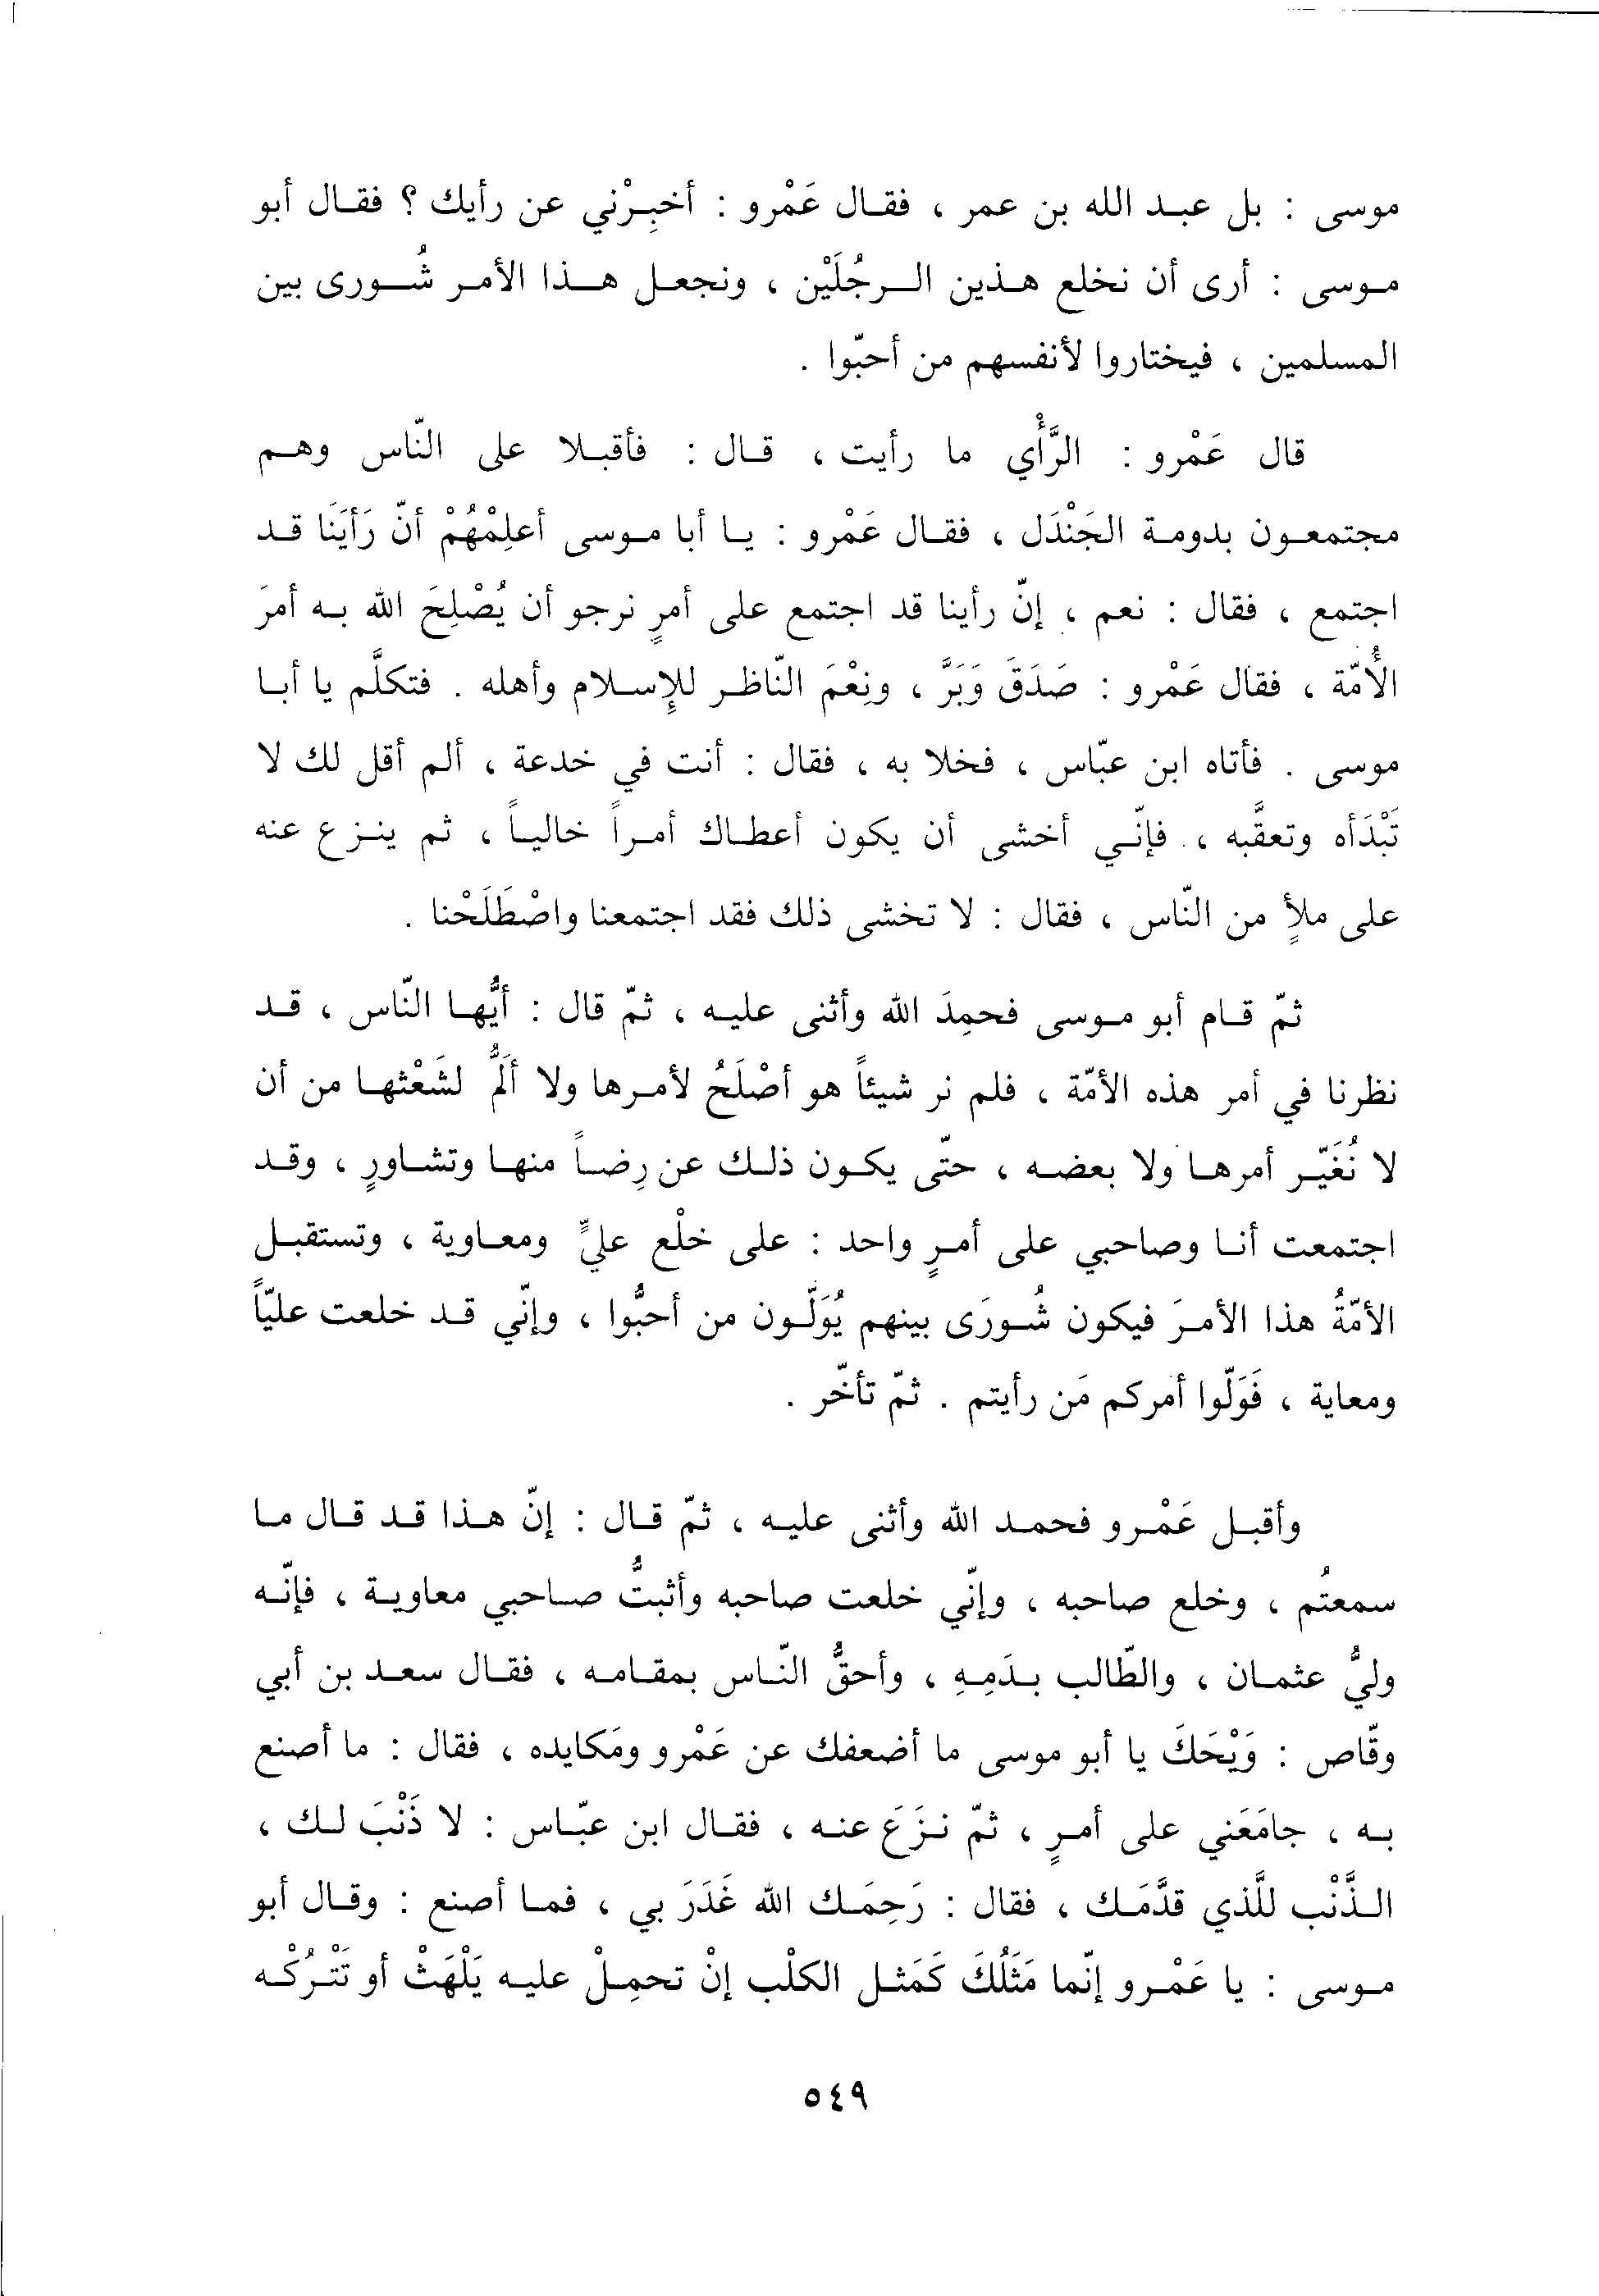 موسى : بل عبد الله بن عمر ، فقال عَمْرو : أخبِرْني عن رأيك ؟ فقال أبو
موسى : أرى أن نخلع هذين الرجُلَيْن ، ونجعل هذا الأمر شُورى بين
المسلمين ، فيختاروا لأنفسهم من أحبّوا .
قال عَمْرو : الرَّأْي ما رأيت ، قال : فأقبلا على النّاس وهم
مجتمعون بدومة الجَنْدَل ، فقال عَمْرو : يا أبا موسى أعلِمْهُمْ أنّ رَأيَنَا قد
اجتمع ، فقال : نعم ، إنّ رأينا قد اجتمع على أمرٍ نرجو أن يُصْلِحَ الله به أمرَ
الأُمّة ، فقال عَمْرو : صَدَقَ وَبَرَّ ، ونِعْمَ النّاظر للإِسلام وأهله . فتكلَّم يا أبا
موسى . فأتاه ابن عبّاس ، فخلا به ، فقال : أنت في خدعة ، ألم أقل لك لا
تَبْدَأه وتعقَّبه ، فإنّي أخشى أن يكون أعطاك أمراً خالياً ، ثم ينزع عنه
على ملأٍ من النّاس ، فقال : لا تخشى ذلك فقد اجتمعنا واصْطَلَحْنا .
ثمّ قام أبو موسى فحمِدَ الله وأثنى عليه ، ثمّ قال : أيُّها النّاس ، قد
نظرنا في أمر هذه الأمّة ، فلم نر شيئاً هو أصْلَحُ لأمرها ولا ألَمُّ لشَعْثها من أن
لا نُغَيّر أمرها ولا بعضه ، حتّى يكون ذلك عن رِضاً منها وتشاورٍ ، وقد
اجتمعت أنا وصاحبي على أمرٍ واحد : على خلْع عليٍّ ومعاوية ، وتستقبل
الأمّةُ هذا الأمرَ فيكون شُورَى بينهم يُوَلّون من أحبُّوا ، وإنّي قد خلعت عليّاً
ومعاية ، فَوَلّوا أمركم مَن رأيتم . ثمّ تأخّر .
وأقبل عَمْرو فحمد الله وأثنى عليه ، ثمّ قال : إنّ هذا قد قال ما
سمعتُم ، وخلع صاحبه ، وإنّي خلعت صاحبه وأثبتُّ صاحبي معاوية ، فإنّه
وليُّ عثمان ، والطّالب بدَمِهِ ، وأحقُّ النّاس بمقامه ، فقال سعد بن أبي
وقّاص : وَيْحَكَ يا أبو موسى ما أضعفك عن عَمْرو ومَكايده ، فقال : ما أصنع
به ، جامَعَني على أمرٍ ، ثمّ نزَعَ عنه ، فقال ابن عبّاس : لا ذَنْبَ لك ،
الذَّنْب للَّذي قدَّمَك ، فقال : رَحِمَك الله غَدَرَ بي ، فما أصنع : وقال أبو
موسى : يا عَمْرو إنّما مَثَلُكَ كَمَثل الكلْب إنْ تحمِلْ عليه يَلْهَثْ أو تَتْرُكْه
٥٤٩